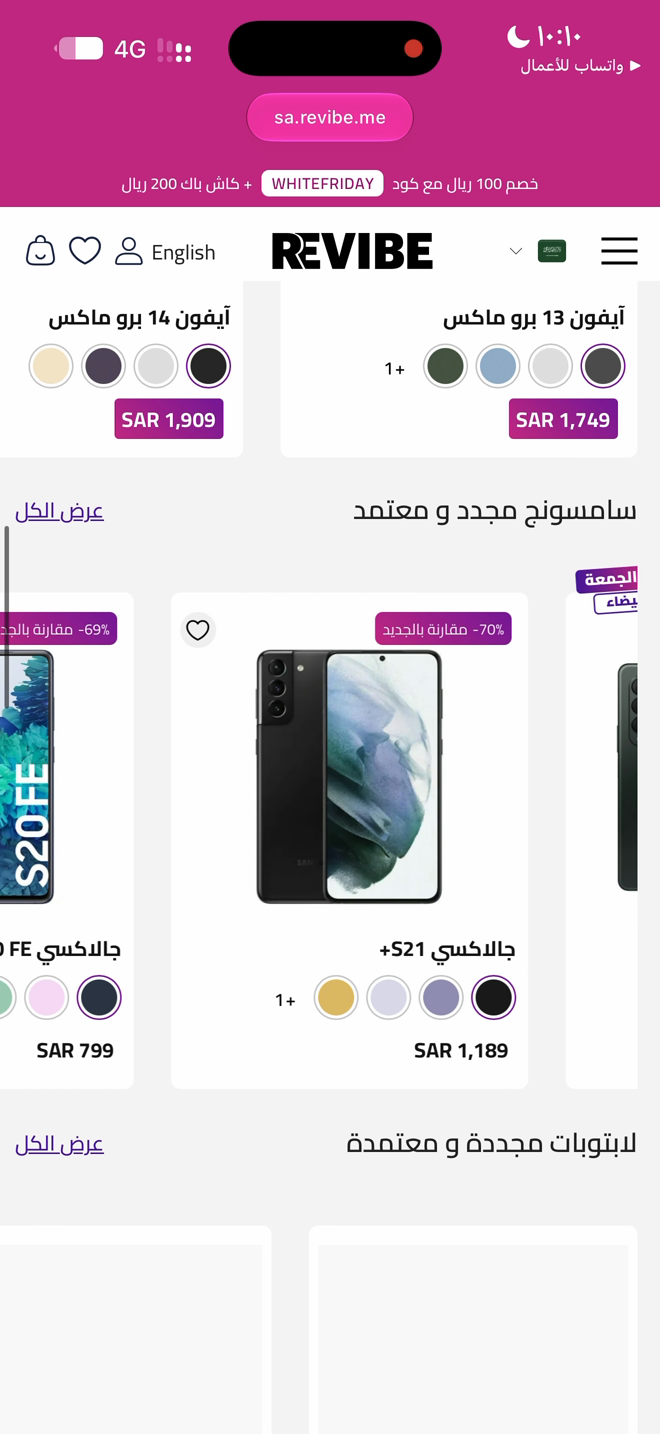 ١٠:١٠ 4G
◀ واتساب للأعمال
sa.revibe.me
خصم 100 ريال مع كود WHITEFRIDAY + كاش باك 200 ريال
REVIBE
English
آيفون 13 برو ماكس
+1
SAR 1,749
آيفون 14 برو ماكس
SAR 1,909
سامسونج مجدد و معتمد
عرض الكل
الجمعة
-70% مقارنة بالجديد
جالاكسي S21+
+1
SAR 1,189
-69% مقارنة
S20 FE
جالاكسي FE
SAR 799
لابتوبات مجددة و معتمدة
عرض الكل